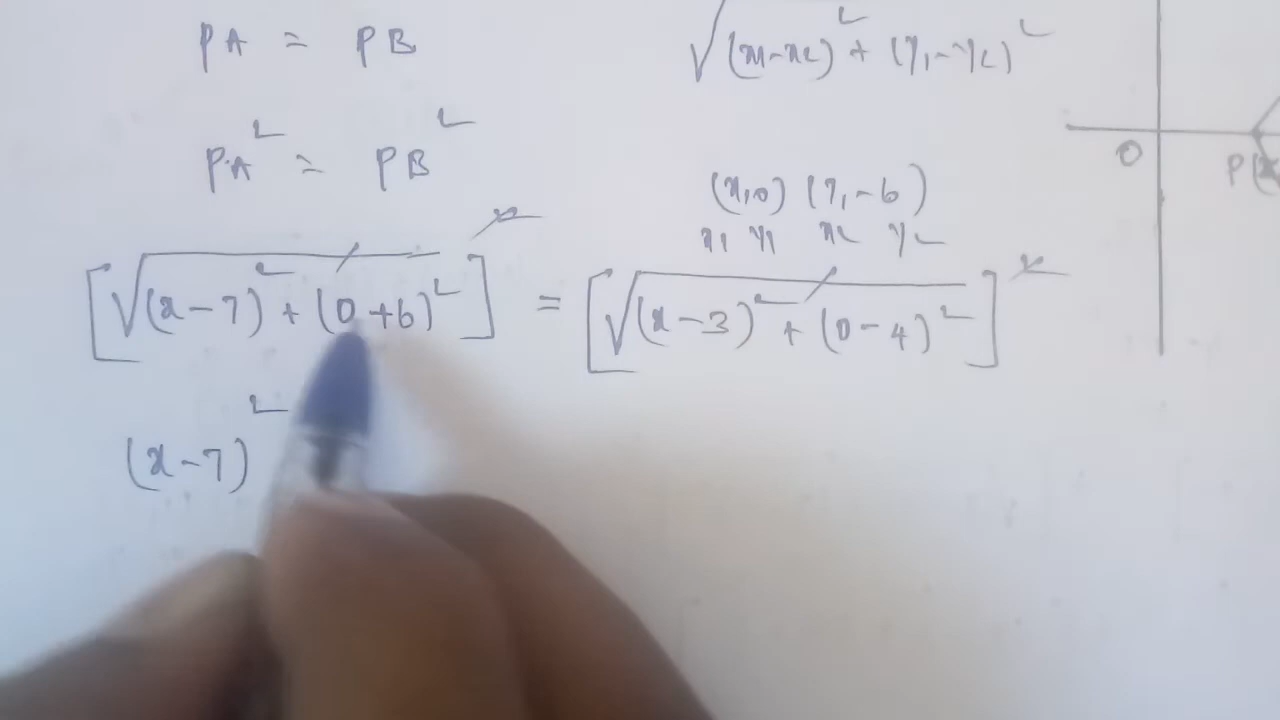 PA = PB
√(x1-x2)² + (y1-y2)²
PA² = PB²
O
P(x
(x,0) (7,-6)
x1 y1 x2 y2
[√(x-7)² + (0+6)²]² = [√(x-3)² + (0-4)²]²
(x-7)²